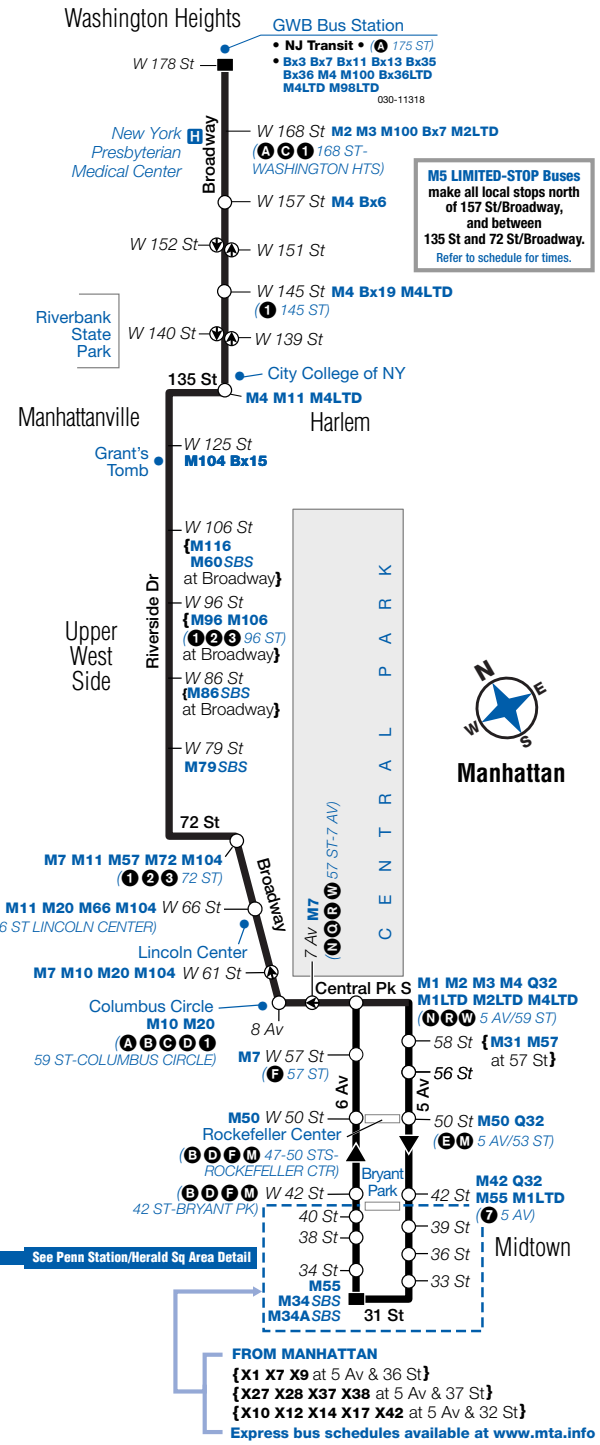 Washington Heights
GWB Bus Station
• NJ Transit • (A 175 ST)
• Bx3 Bx7 Bx11 Bx13 Bx35
Bx36 M4 M100 Bx36LTD
M4LTD M98LTD
030-11318
W 178 St
Broadway
New York H
Presbyterian
Medical Center
W 168 St M2 M3 M100 Bx7 M2LTD
(A C 1 168 ST-
WASHINGTON HTS)
M5 LIMITED-STOP Buses
make all local stops north
of 157 St/Broadway,
and between
135 St and 72 St/Broadway.
Refer to schedule for times.
W 157 St M4 Bx6
W 152 St
W 151 St
W 145 St M4 Bx19 M4LTD
(1 145 ST)
Riverbank
State
Park
W 140 St
W 139 St
City College of NY
135 St
M4 M11 M4LTD
Manhattanville
Harlem
W 125 St
M104 Bx15
Grant's
Tomb
W 106 St
{M116
M60SBS
at Broadway}
Riverside Dr
W 96 St
{M96 M106
(1 2 3 96 ST)
at Broadway}
Upper
West
Side
W 86 St
{M86SBS
at Broadway}
W 79 St
M79SBS
CENTRAL PARK
N
E
S
W
Manhattan
72 St
M7 M11 M57 M72 M104
(1 2 3 72 ST)
Broadway
M11 M20 M66 M104 W 66 St
6 ST LINCOLN CENTER)
Lincoln Center
M7 M10 M20 M104 W 61 St
7 Av M7
(N Q R W 57 ST-7 AV)
Central Pk S
Columbus Circle
M10 M20
(A B C D 1
59 ST-COLUMBUS CIRCLE)
8 Av
M1 M2 M3 M4 Q32
M1LTD M2LTD M4LTD
(N R W 5 AV/59 ST)
58 St {M31 M57
at 57 St}
M7 W 57 St
(F 57 ST)
56 St
6 Av
5 Av
M50 W 50 St
Rockefeller Center
(B D F M 47-50 STS-
ROCKEFELLER CTR)
50 St M50 Q32
(E M 5 AV/53 ST)
Bryant
Park
(B D F M W 42 St
42 ST-BRYANT PK)
M42 Q32
42 St M55 M1LTD
(7 5 AV)
40 St
39 St
38 St
Midtown
36 St
See Penn Station/Herald Sq Area Detail
34 St
M55
M34SBS
M34ASBS
33 St
31 St
FROM MANHATTAN
{X1 X7 X9 at 5 Av & 36 St}
{X27 X28 X37 X38 at 5 Av & 37 St}
{X10 X12 X14 X17 X42 at 5 Av & 32 St}
Express bus schedules available at www.mta.info